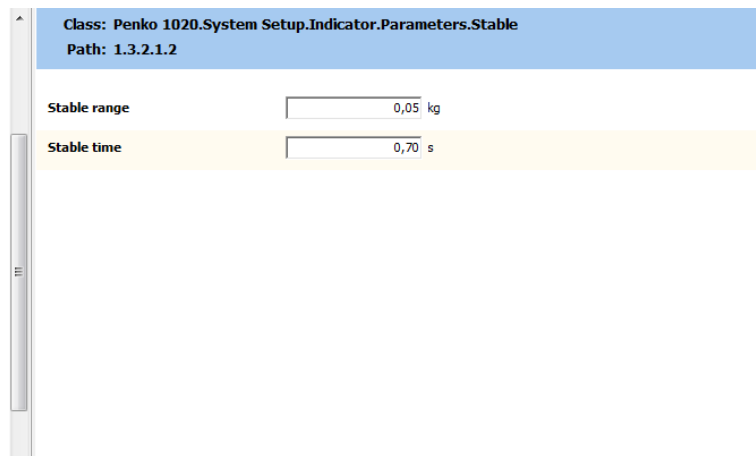 Class: Penko 1020.System Setup.Indicator.Parameters.Stable
Path: 1.3.2.1.2
Stable range 0,05 kg
Stable time 0,70 s